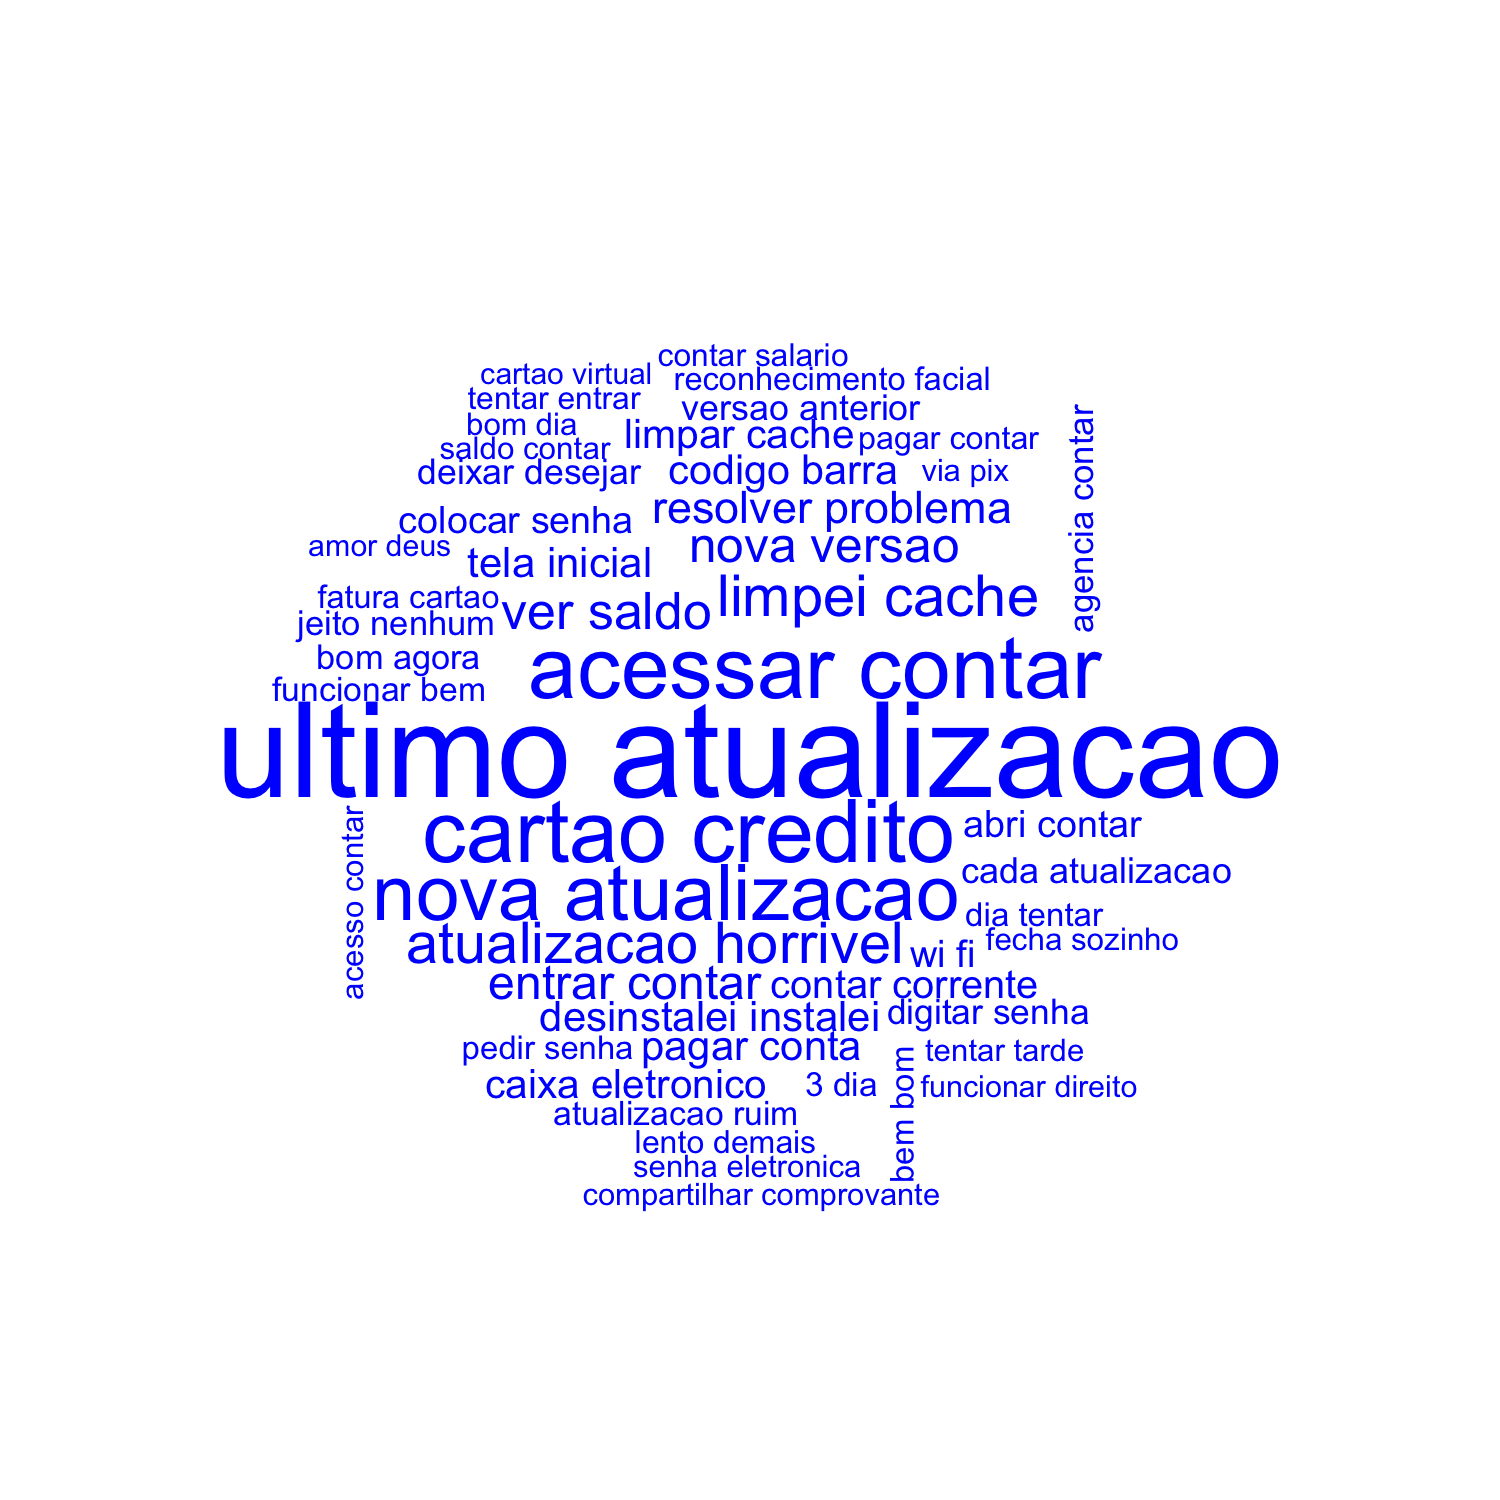 contar salario
cartao virtual
reconhecimento facial
tentar entrar
versao anterior
bom dia
limpar cache
pagar contar
saldo contar
deixar desejar
codigo barra
via pix
agencia contar
resolver problema
colocar senha
amor deus
nova versao
tela inicial
fatura cartao
limpei cache
ver saldo
jeito nenhum
bom agora
acessar contar
funcionar bem
ultimo atualizacao
cartao credito
abri contar
cada atualizacao
nova atualizacao
acesso contar
dia tentar
fecha sozinho
atualizacao horrivel
wi fi
entrar contar
contar corrente
desinstalei instalei
digitar senha
pedir senha
pagar conta
tentar tarde
caixa eletronico
3 dia
bem bom
funcionar direito
atualizacao ruim
lento demais
senha eletronica
compartilhar comprovante